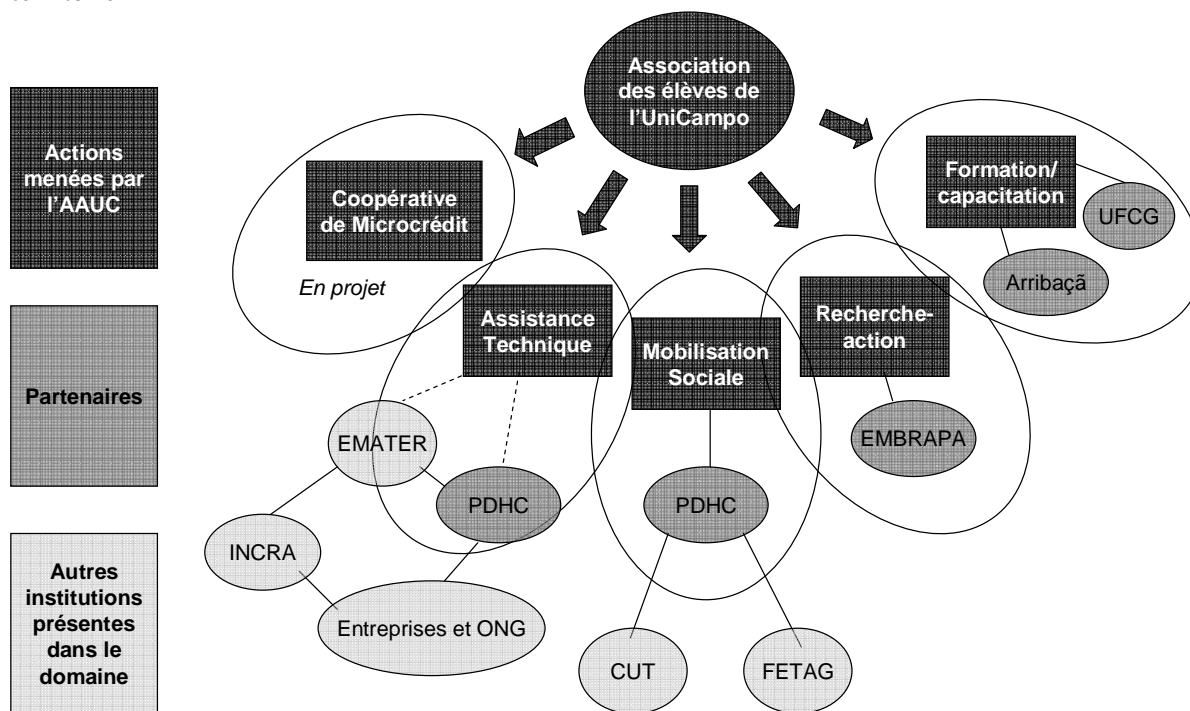 Association
des élèves de
l'UniCampo
Actions
menées par
l'AAUC
Coopérative
de Microcrédit
En projet
Formation/
capacitation
UFCG
Arribaçã
Assistance
Technique
Mobilisation
Sociale
Recherche-
action
Partenaires
EMATER
PDHC
PDHC
EMBRAPA
INCRA
Entreprises et ONG
CUT
FETAG
Autres
institutions
présentes
dans le
domaine